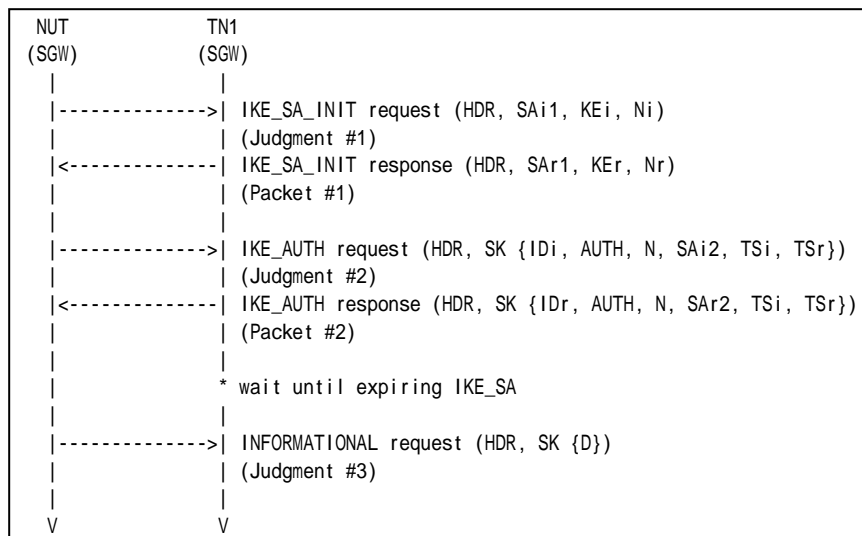 NUT                TN1
(SGW)              (SGW)
  |                 |
  |-------------->| IKE_SA_INIT request (HDR, SAi1, KEi, Ni)
  |                 | (Judgment #1)
  |<--------------| IKE_SA_INIT response (HDR, SAr1, KEr, Nr)
  |                 | (Packet #1)
  |                 |
  |-------------->| IKE_AUTH request (HDR, SK {IDi, AUTH, N, SAi2, TSi, TSr})
  |                 | (Judgment #2)
  |<--------------| IKE_AUTH response (HDR, SK {IDr, AUTH, N, SAr2, TSi, TSr})
  |                 | (Packet #2)
  |                 |
  |                 * wait until expiring IKE_SA
  |                 |
  |-------------->| INFORMATIONAL request (HDR, SK {D})
  |                 | (Judgment #3)
  |                 |
  V                 V